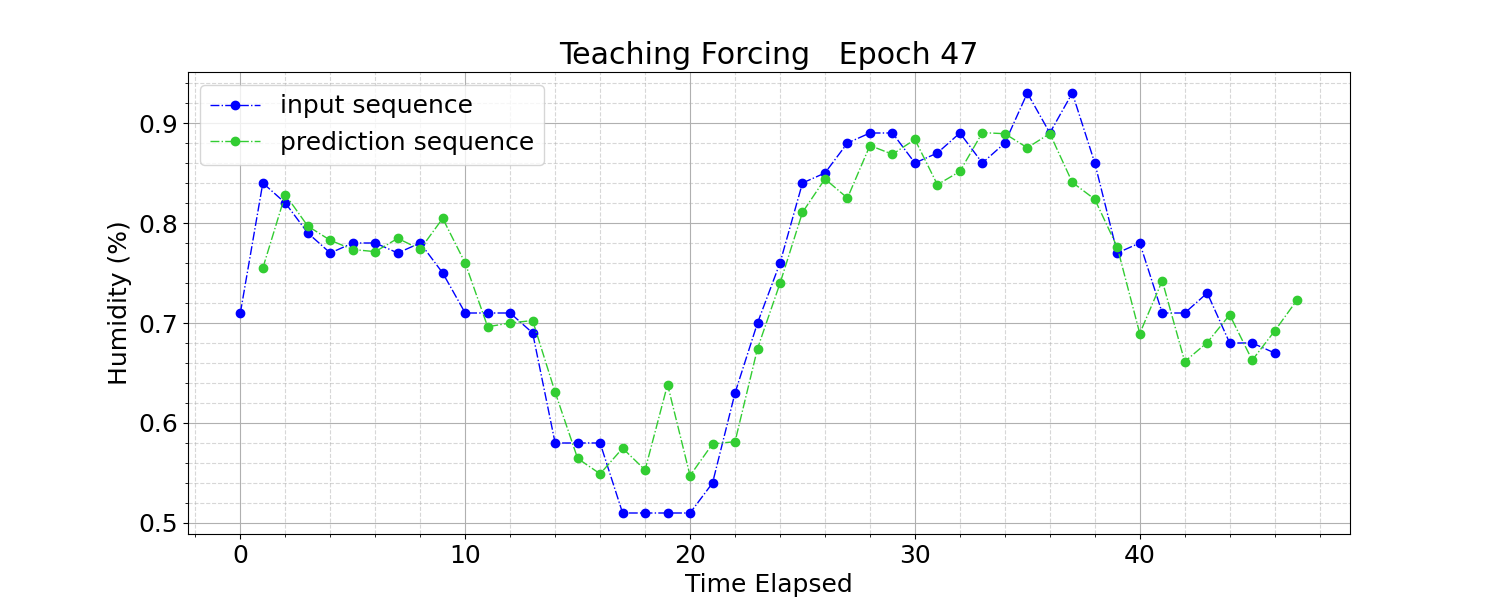 Teaching Forcing   Epoch 47
input sequence
prediction sequence
Humidity (%)
0.9
0.8
0.7
0.6
0.5
0 10 20 30 40
Time Elapsed